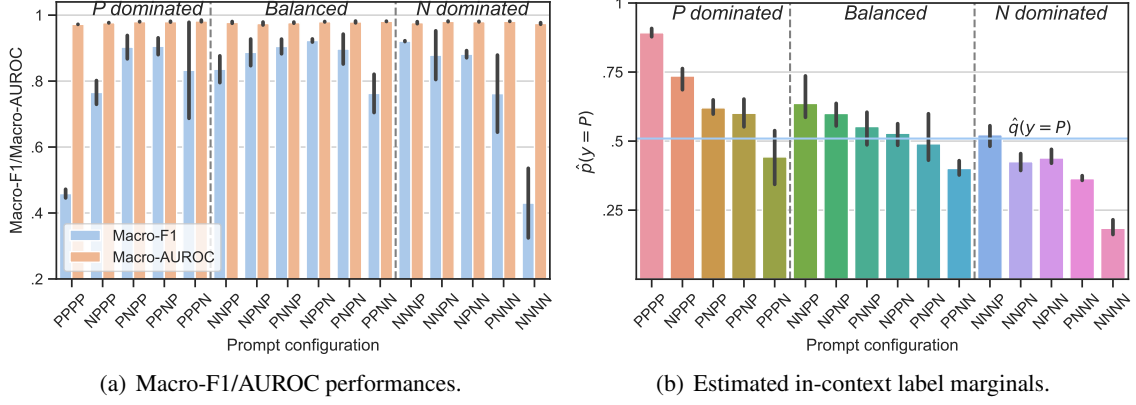 P dominated
Balanced
N dominated
Macro-F1/Macro-AUROC
1
.8
.6
.4
.2
Macro-F1
Macro-AUROC
PPPP
NPPP
PNPP
PPNP
PPPN
NNPP
PNPN
PNNP
NPPN
NPNP
PPNN
NNNP
NPNN
NNPN
PNNN
NNNN
Prompt configuration
(a) Macro-F1/AUROC performances.
P dominated
Balanced
N dominated
p̂(y = P)
1
.75
.5
.25
q̂(y = P)
PPPP
NPPP
PNPP
PPNP
PPPN
NNPP
NPNP
PNNP
NPPN
PNPN
PPNN
NNNP
NPNN
NNPN
PNNN
NNNN
Prompt configuration
(b) Estimated in-context label marginals.